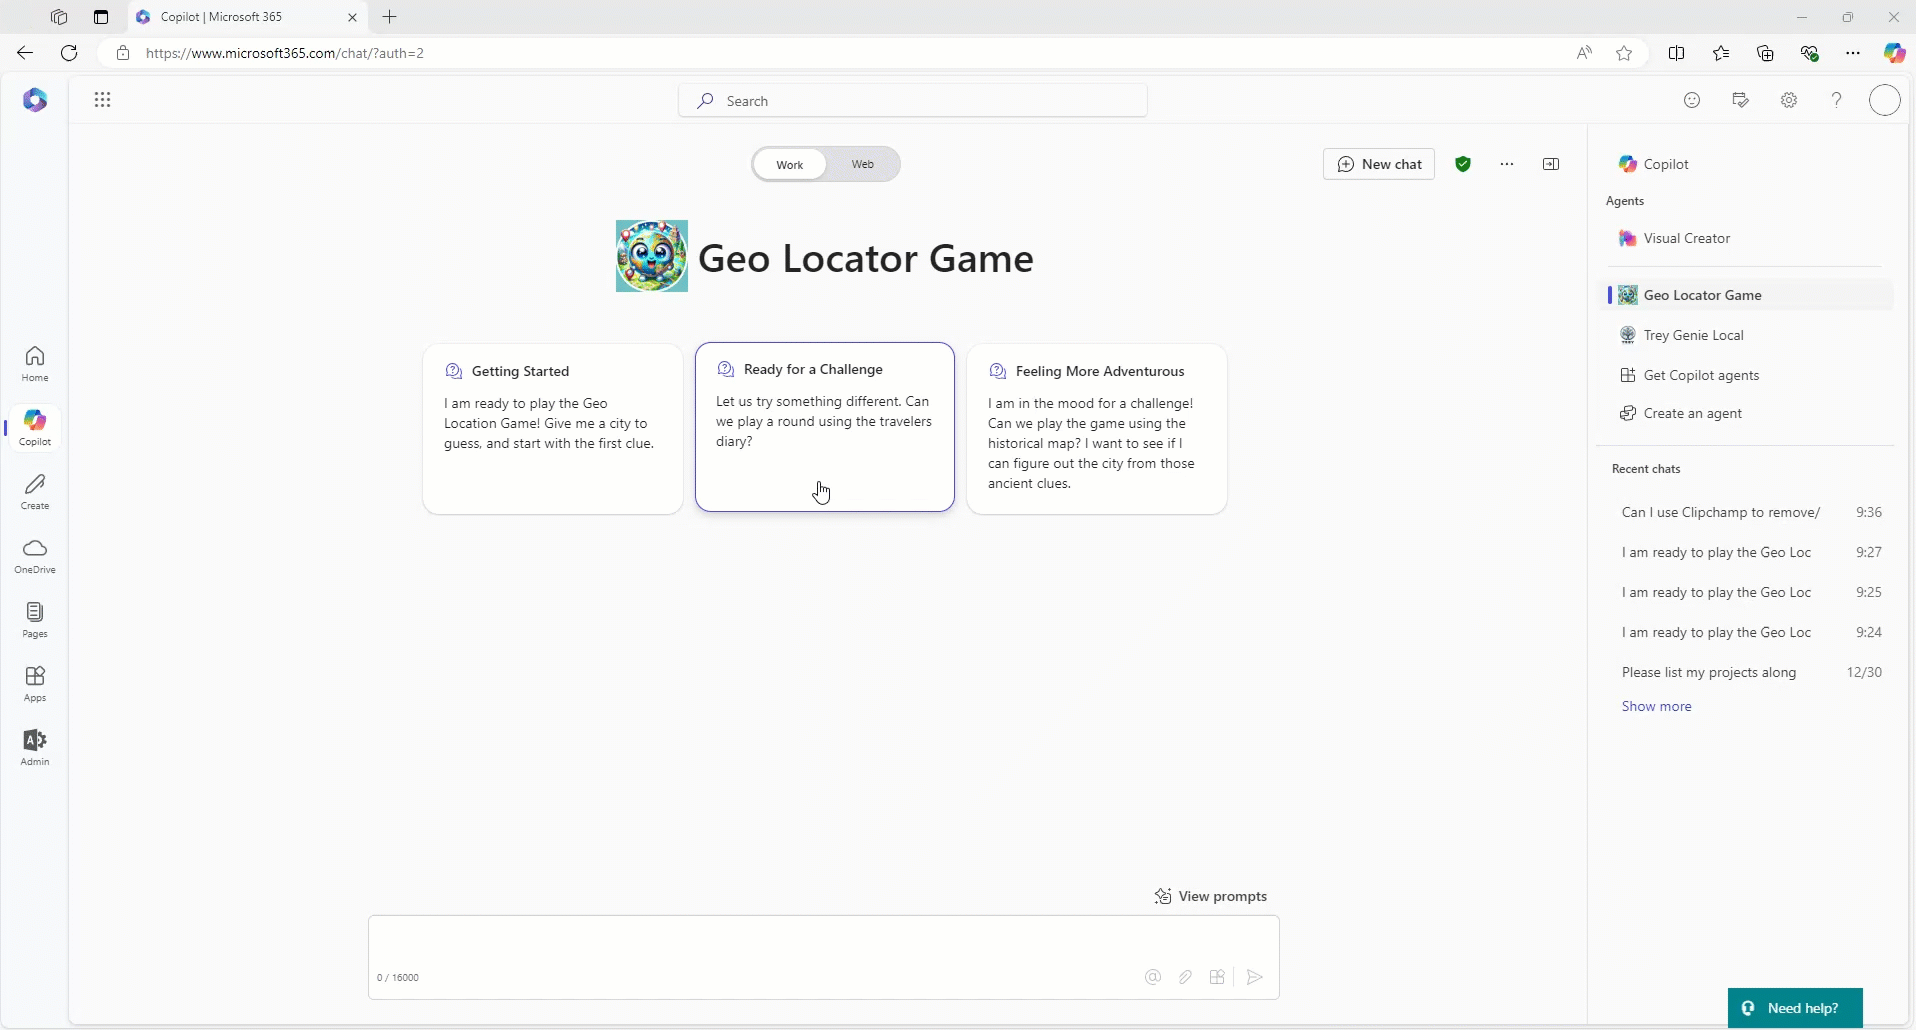 Copilot | Microsoft 365
https://www.microsoft365.com/chat/?auth=2
Search
Work
Web
New chat
Geo Locator Game
Getting Started
I am ready to play the Geo
Location Game! Give me a city to
guess, and start with the first clue.
Ready for a Challenge
Let us try something different. Can
we play a round using the travelers
diary?
Feeling More Adventurous
I am in the mood for a challenge!
Can we play the game using the
historical map? I want to see if I
can figure out the city from those
ancient clues.
Home
Copilot
Create
OneDrive
Pages
Apps
Admin
View prompts
0 / 16000
Copilot
Agents
Visual Creator
Geo Locator Game
Trey Genie Local
Get Copilot agents
Create an agent
Recent chats
Can I use Clipchamp to remove/ 9:36
I am ready to play the Geo Loc 9:27
I am ready to play the Geo Loc 9:25
I am ready to play the Geo Loc 9:24
Please list my projects along 12/30
Show more
Need help?